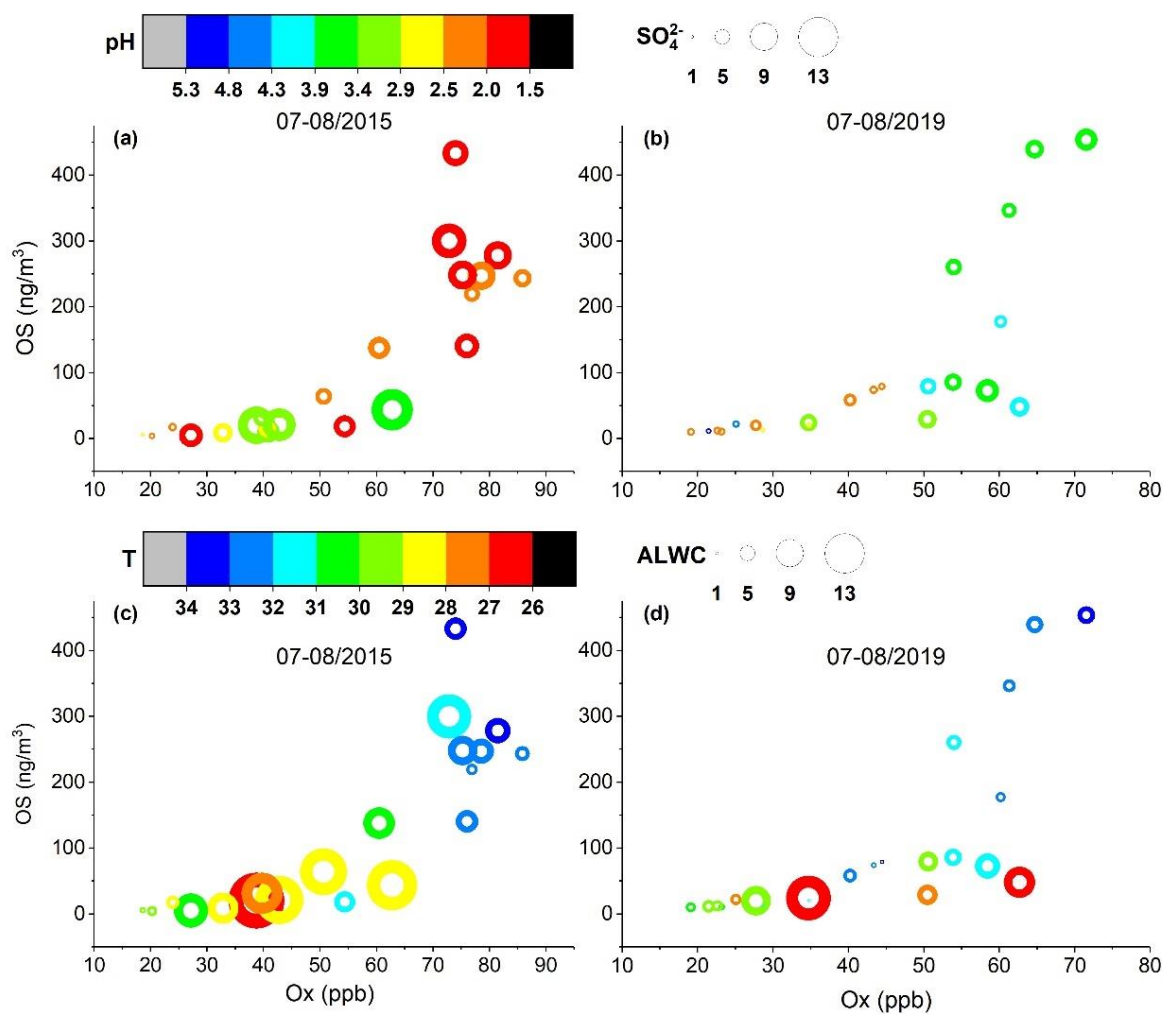 pH
5.3 4.8 4.3 3.9 3.4 2.9 2.5 2.0 1.5
SO₄²⁻
1 5 9 13
(a)
07-08/2015
400
300
200
100
0
OS (ng/m³)
10 20 30 40 50 60 70 80 90
(b)
07-08/2019
10 20 30 40 50 60 70 80
T
34 33 32 31 30 29 28 27 26
ALWC
1 5 9 13
(c)
07-08/2015
400
300
200
100
0
OS (ng/m³)
10 20 30 40 50 60 70 80 90
Ox (ppb)
(d)
07-08/2019
10 20 30 40 50 60 70 80
Ox (ppb)